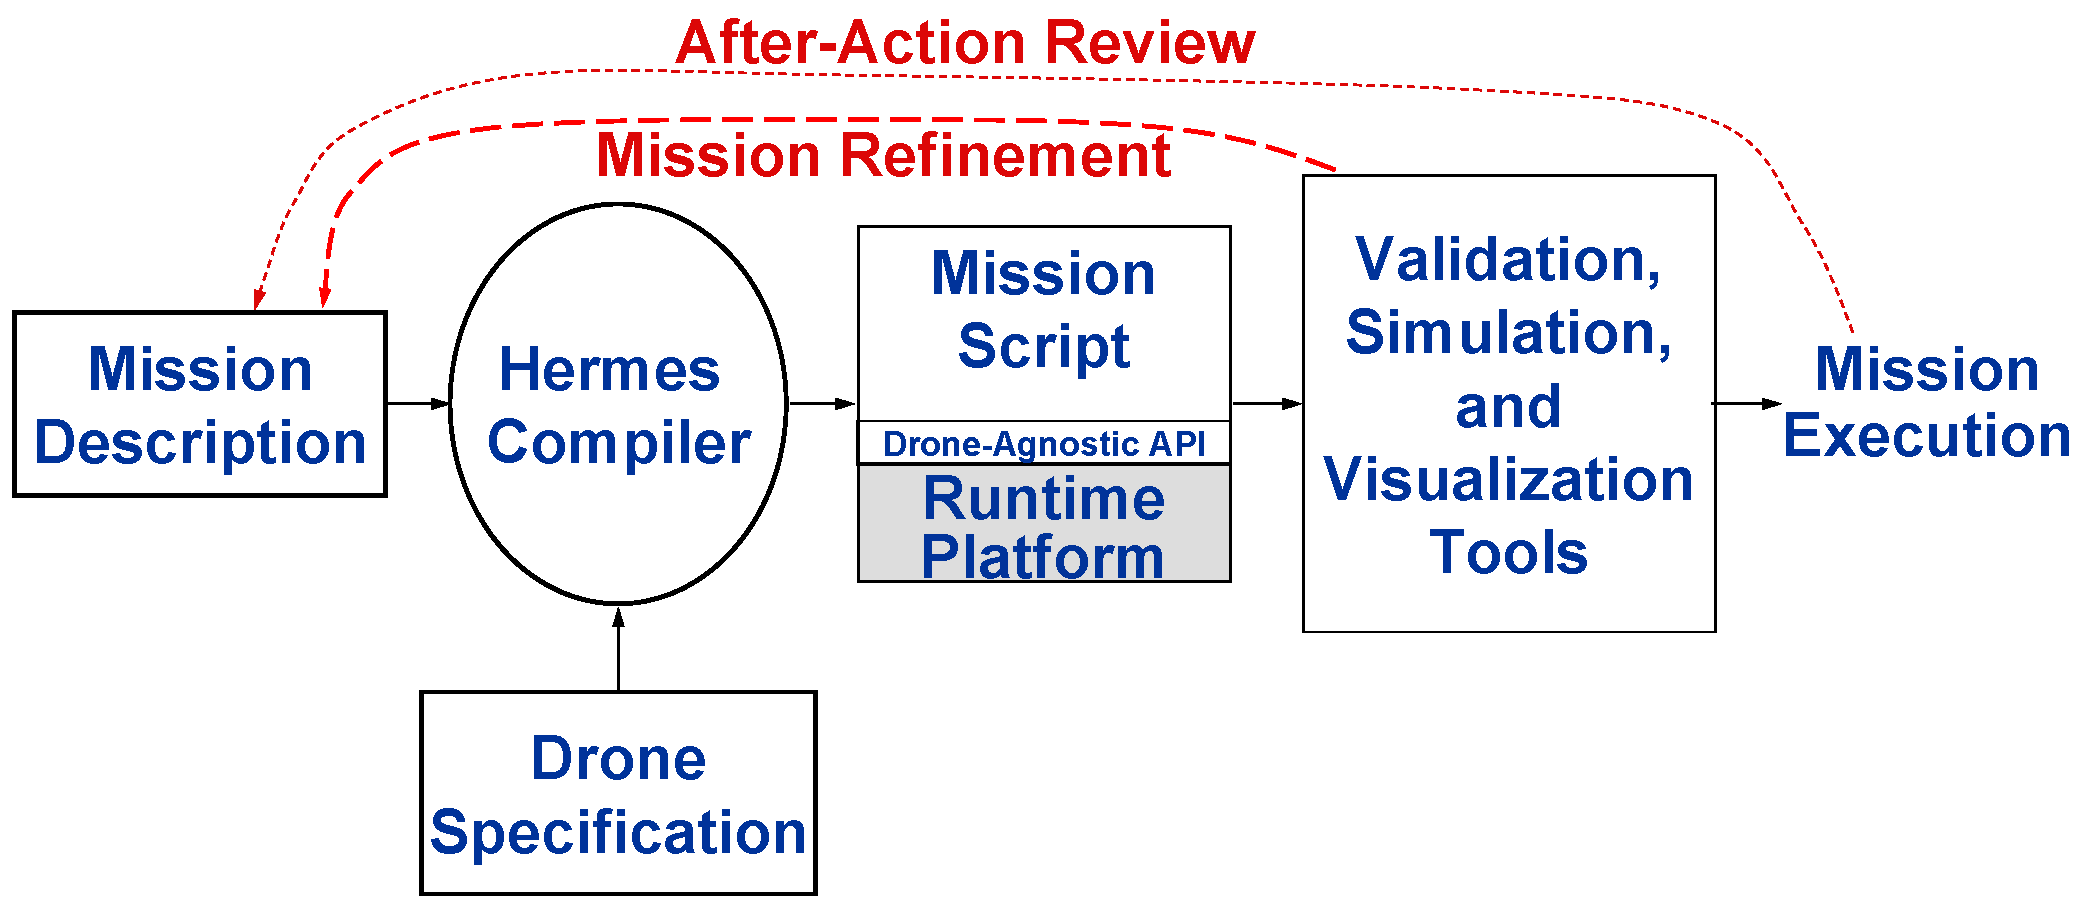 After-Action Review
Mission Refinement
Mission
Description
Hermes
Compiler
Mission
Script
Drone-Agnostic API
Runtime
Platform
Validation,
Simulation,
and
Visualization
Tools
Mission
Execution
Drone
Specification